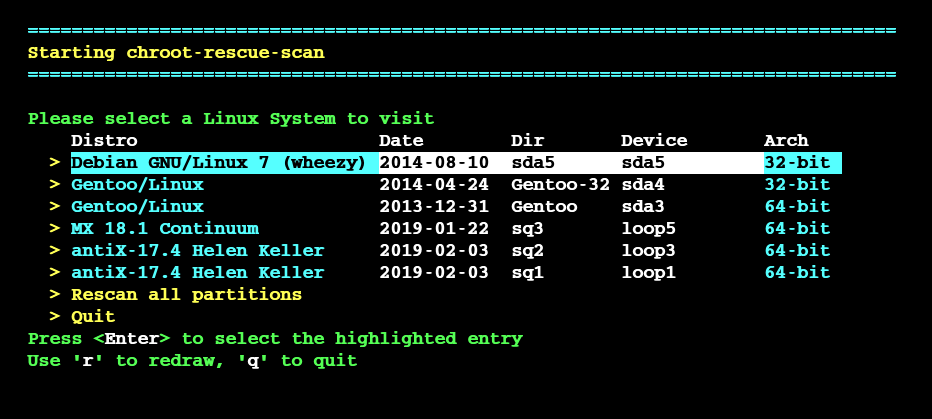 ===============================================================================
Starting chroot-rescue-scan
===============================================================================
Please select a Linux System to visit
Distro Date Dir Device Arch
> Debian GNU/Linux 7 (wheezy) 2014-08-10 sda5 sda5 32-bit
> Gentoo/Linux 2014-04-24 Gentoo-32 sda4 32-bit
> Gentoo/Linux 2013-12-31 Gentoo sda3 64-bit
> MX 18.1 Continuum 2019-01-22 sq3 loop5 64-bit
> antiX-17.4 Helen Keller 2019-02-03 sq2 loop3 64-bit
> antiX-17.4 Helen Keller 2019-02-03 sq1 loop1 64-bit
> Rescan all partitions
> Quit
Press <Enter> to select the highlighted entry
Use 'r' to redraw, 'q' to quit